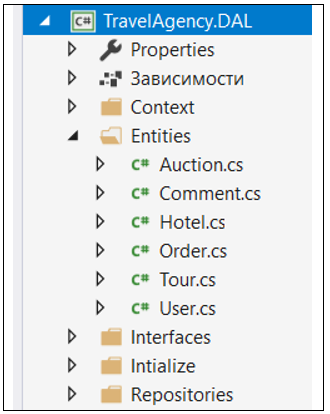 C# TravelAgency.DAL
Properties
Зависимости
Context
Entities
C# Auction.cs
C# Comment.cs
C# Hotel.cs
C# Order.cs
C# Tour.cs
C# User.cs
Interfaces
Intialize
Repositories